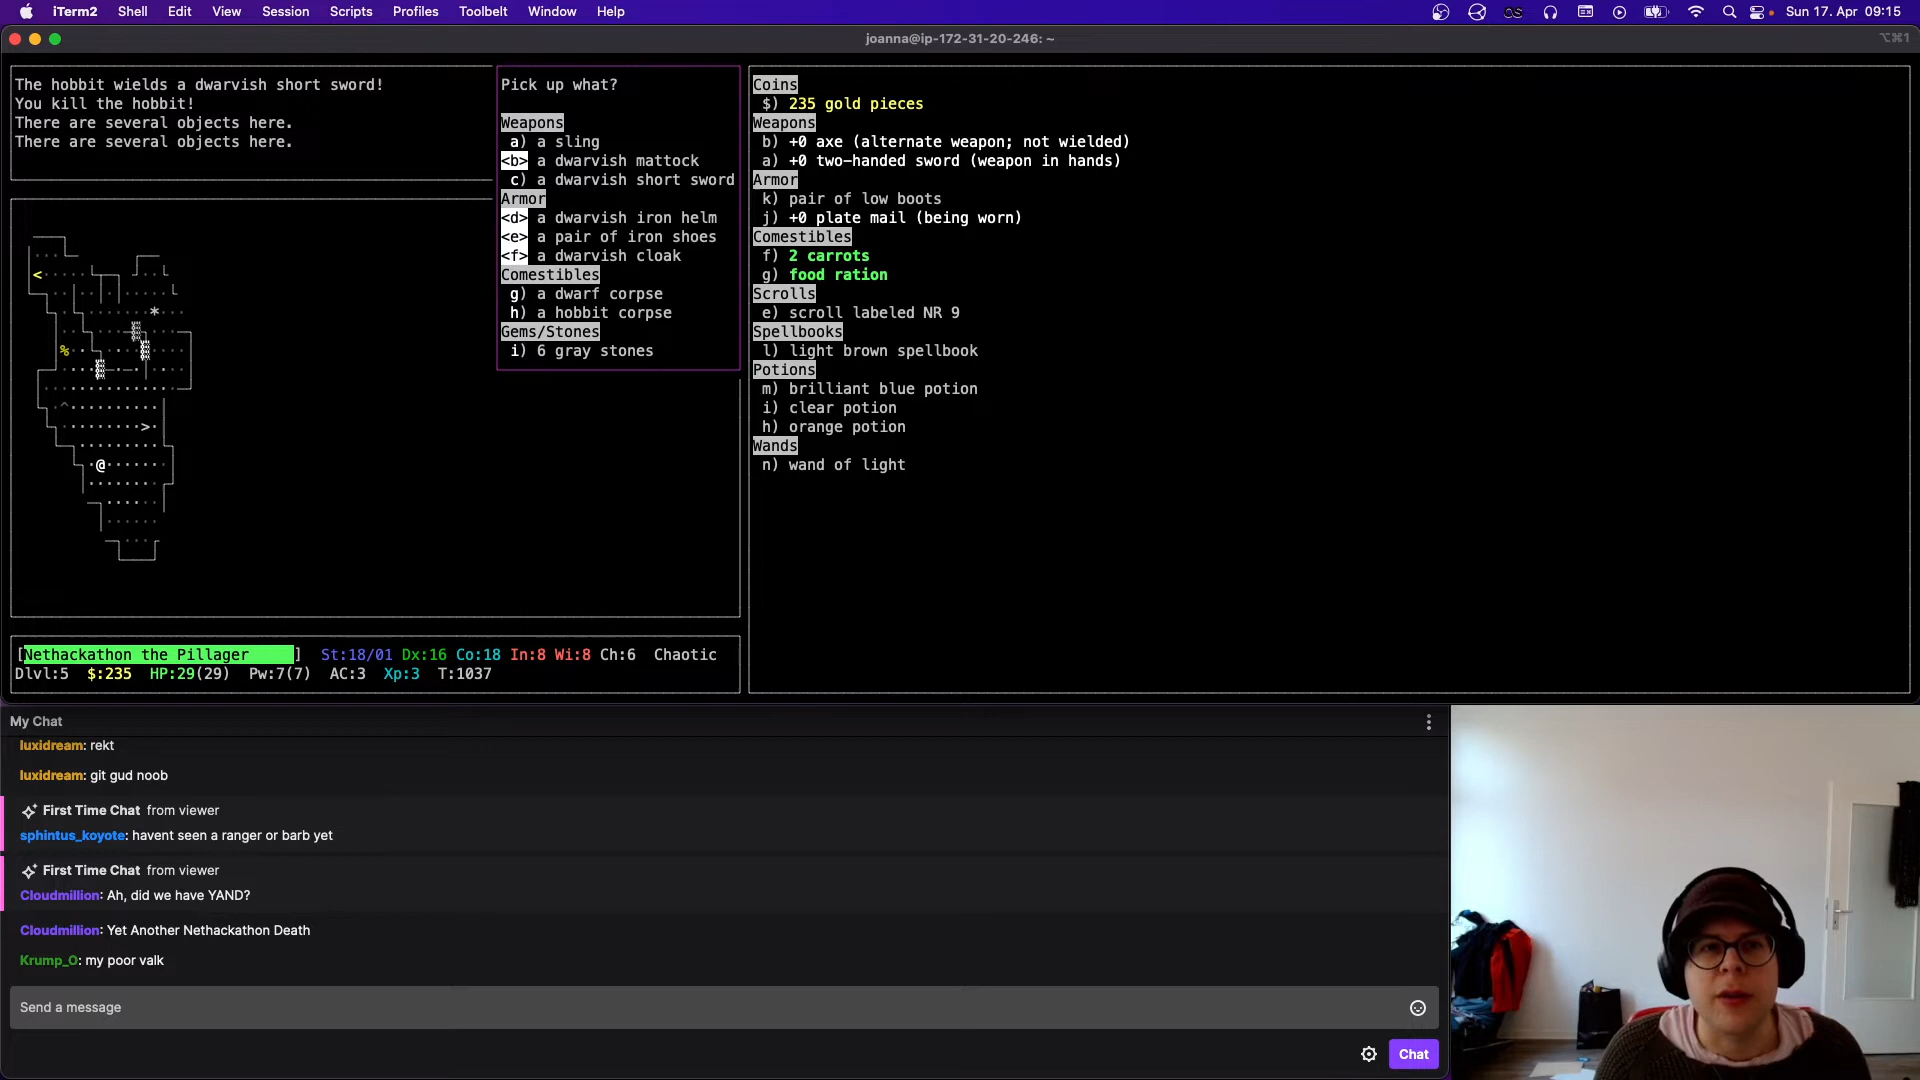 iTerm2 Shell Edit View Session Scripts Profiles Toolbelt Window Help
Sun 17. Apr 09:15
joanna@ip-172-31-20-246: ~
⌥⌘1
The hobbit wields a dwarvish short sword!
You kill the hobbit!
There are several objects here.
There are several objects here.
Pick up what?
Weapons
a) a sling
<b> a dwarvish mattock
c) a dwarvish short sword
Armor
<d> a dwarvish iron helm
<e> a pair of iron shoes
<f> a dwarvish cloak
Comestibles
g) a dwarf corpse
h) a hobbit corpse
Gems/Stones
i) 6 gray stones
Coins
$) 235 gold pieces
Weapons
b) +0 axe (alternate weapon; not wielded)
a) +0 two-handed sword (weapon in hands)
Armor
k) pair of low boots
j) +0 plate mail (being worn)
Comestibles
f) 2 carrots
g) food ration
Scrolls
e) scroll labeled NR 9
Spellbooks
l) light brown spellbook
Potions
m) brilliant blue potion
i) clear potion
h) orange potion
Wands
n) wand of light
[Nethackathon the Pillager ] St:18/01 Dx:16 Co:18 In:8 Wi:8 Ch:6 Chaotic
Dlvl:5 $:235 HP:29(29) Pw:7(7) AC:3 Xp:3 T:1037
My Chat
luxidream: rekt
luxidream: git gud noob
First Time Chat from viewer
sphintus_koyote: havent seen a ranger or barb yet
First Time Chat from viewer
Cloudmillion: Ah, did we have YAND?
Cloudmillion: Yet Another Nethackathon Death
Krump_O: my poor valk
Send a message
Chat